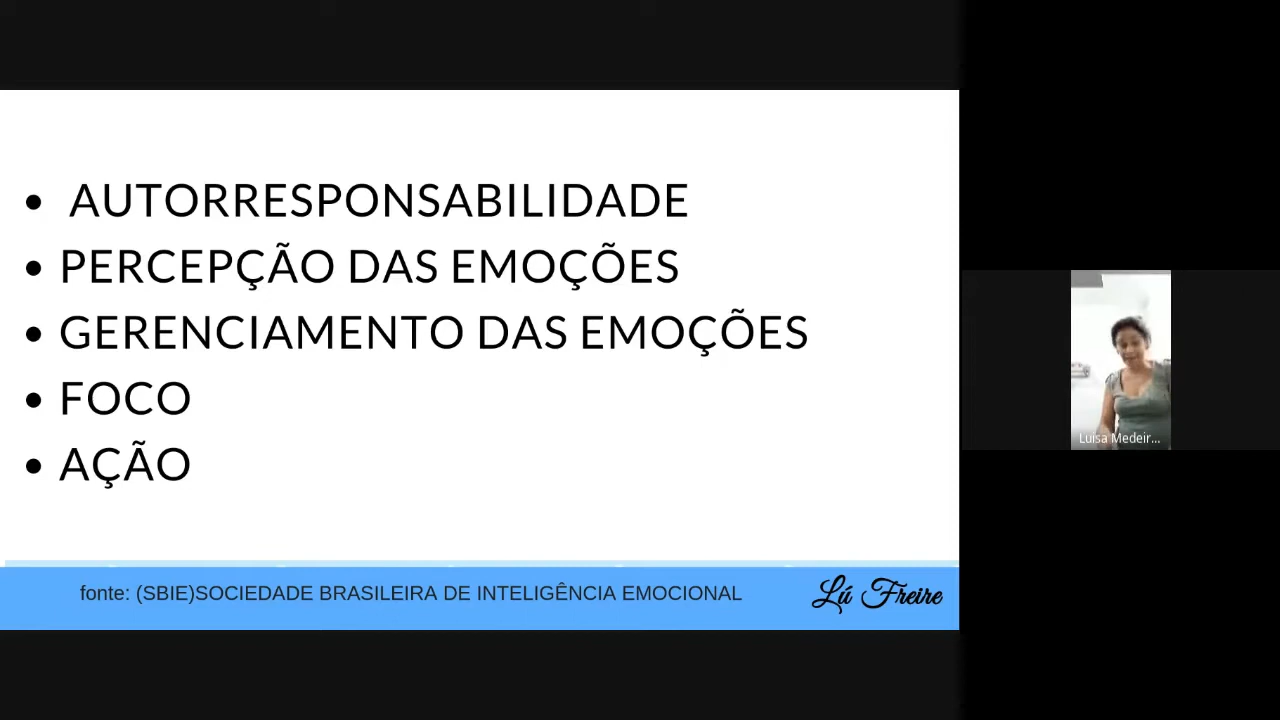 • AUTORRESPONSABILIDADE
• PERCEPÇÃO DAS EMOÇÕES
• GERENCIAMENTO DAS EMOÇÕES
• FOCO
• AÇÃO
fonte: (SBIE)SOCIEDADE BRASILEIRA DE INTELIGÊNCIA EMOCIONAL
Lú Freire
Luisa Medeir...